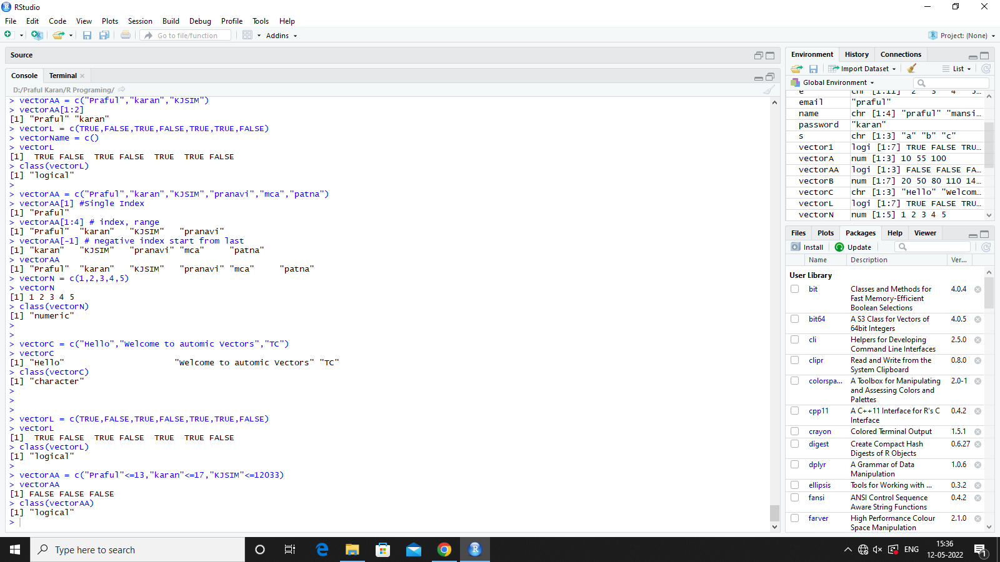 RStudio
File Edit Code View Plots Session Build Debug Profile Tools Help
Go to file/function Addins Project: (None)
Source
Console Terminal
D:/Praful Karan/R Programing/
> vectorAA = c("Praful","karan","KJSIM")
> vectorAA[1:2]
[1] "Praful" "karan"
> vectorL = c(TRUE,FALSE,TRUE,FALSE,TRUE,TRUE,FALSE)
> vectorName = c()
> vectorL
[1]  TRUE FALSE  TRUE FALSE  TRUE  TRUE FALSE
> class(vectorL)
[1] "logical"
>
> vectorAA = c("Praful","karan","KJSIM","pranavi","mca","patna")
> vectorAA[1] #Single Index
[1] "Praful"
> vectorAA[1:4] # index, range
[1] "Praful"  "karan"   "KJSIM"   "pranavi"
> vectorAA[-1] # negative index start from last
[1] "karan"   "KJSIM"   "pranavi" "mca"     "patna"
> vectorAA
[1] "Praful"  "karan"   "KJSIM"   "pranavi" "mca"     "patna"
> vectorN = c(1,2,3,4,5)
> vectorN
[1] 1 2 3 4 5
> class(vectorN)
[1] "numeric"
>
>
> vectorC = c("Hello","Welcome to automic Vectors","TC")
> vectorC
[1] "Hello"                      "Welcome to automic Vectors" "TC"
> class(vectorC)
[1] "character"
>
>
>
> vectorL = c(TRUE,FALSE,TRUE,FALSE,TRUE,TRUE,FALSE)
> vectorL
[1]  TRUE FALSE  TRUE FALSE  TRUE  TRUE FALSE
> class(vectorL)
[1] "logical"
>
> vectorAA = c("Praful"<=13,"karan"<=17,"KJSIM"<=12033)
> vectorAA
[1] FALSE FALSE FALSE
> class(vectorAA)
[1] "logical"
>
Environment History Connections
Import Dataset List
Global Environment
e chr [1:11] "2" "3" "4" "5…
email "praful"
name chr [1:4] "praful" "mansi…
password "karan"
s chr [1:3] "a" "b" "c"
vector1 logi [1:7] TRUE FALSE TRU…
vectorA num [1:3] 10 55 100
vectorAA logi [1:3] FALSE FALSE FA…
vectorB num [1:7] 20 50 80 110 14…
vectorC chr [1:3] "Hello" "Welcom…
vectorL logi [1:7] TRUE FALSE TRU…
vectorN num [1:5] 1 2 3 4 5
Files Plots Packages Help Viewer
Install Update
Name Description Ver...
User Library
bit Classes and Methods for 4.0.4
Fast Memory-Efficient
Boolean Selections
bit64 A S3 Class for Vectors of 4.0.5
64bit Integers
cli Helpers for Developing 2.5.0
Command Line Interfaces
clipr Read and Write from the 0.8.0
System Clipboard
colorspa... A Toolbox for Manipulating 2.0-1
and Assessing Colors and
Palettes
cpp11 A C++11 Interface for R's C 0.4.2
Interface
crayon Colored Terminal Output 1.5.1
digest Create Compact Hash 0.6.27
Digests of R Objects
dplyr A Grammar of Data 1.0.6
Manipulation
ellipsis Tools for Working with ... 0.3.2
fansi ANSI Control Sequence 0.4.2
Aware String Functions
farver High Performance Colour 2.1.0
Space Manipulation
Type here to search
ENG
15:36
12-05-2022
1